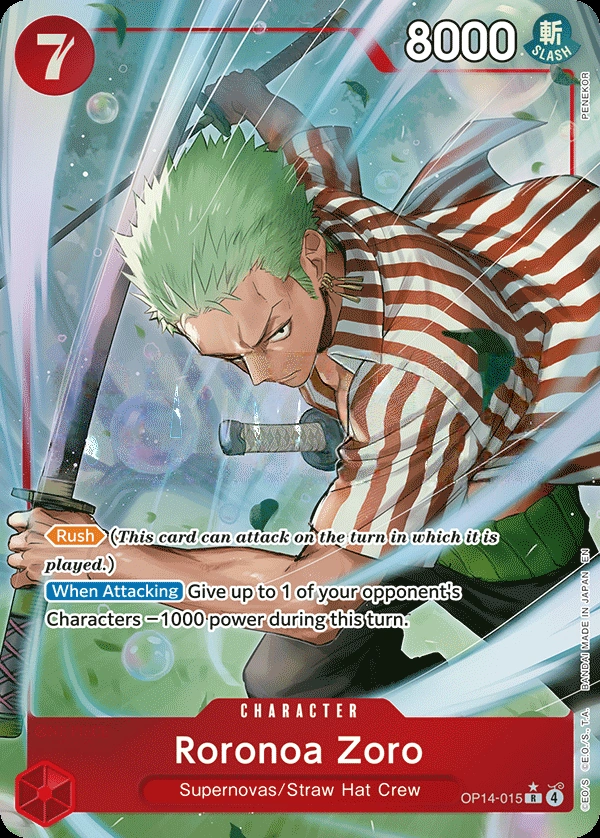 7
8000
斬
SLASH
PENEKOR
Rush (This card can attack on the turn in which it is
played.)
When Attacking Give up to 1 of your opponent's
Characters −1000 power during this turn.
CHARACTER
Roronoa Zoro
Supernovas/Straw Hat Crew
OP14-015 R 4
©E.O/S. ©E.O./S.,T.A. BANDAI MADE IN JAPAN EN